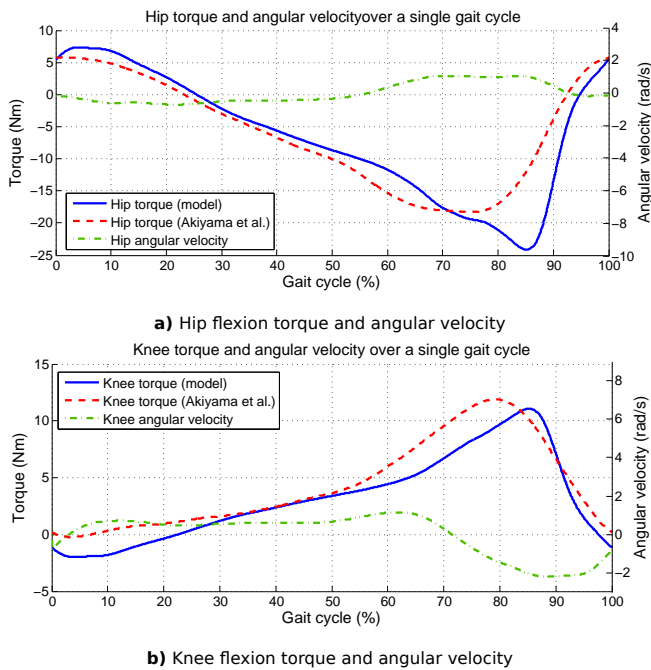 Hip torque and angular velocityover a single gait cycle
10
5
0
−5
−10
−15
−20
−25
Torque (Nm)
4
2
0
−2
−4
−6
−8
−10
Angular velocity (rad/s)
Hip torque (model)
Hip torque (Akiyama et al.)
Hip angular velocity
0 10 20 30 40 50 60 70 80 90 100
Gait cycle (%)
a) Hip flexion torque and angular velocity
Knee torque and angular velocity over a single gait cycle
15
10
5
0
−5
Torque (Nm)
8
6
4
2
0
−2
Angular velocity (rad/s)
Knee torque (model)
Knee torque (Akiyama et al.)
Knee angular velocity
0 10 20 30 40 50 60 70 80 90 100
Gait cycle (%)
b) Knee flexion torque and angular velocity